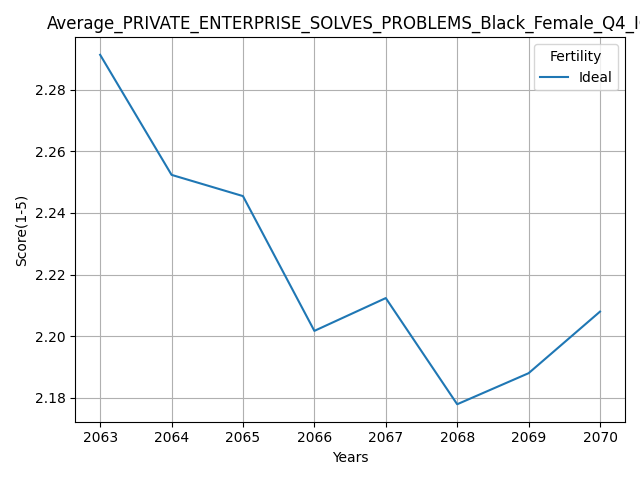 Average_PRIVATE_ENTERPRISE_SOLVES_PROBLEMS_Black_Female_Q4_I
Fertility
Ideal
2.28
2.26
2.24
2.22
2.20
2.18
Score(1-5)
2063 2064 2065 2066 2067 2068 2069 2070
Years